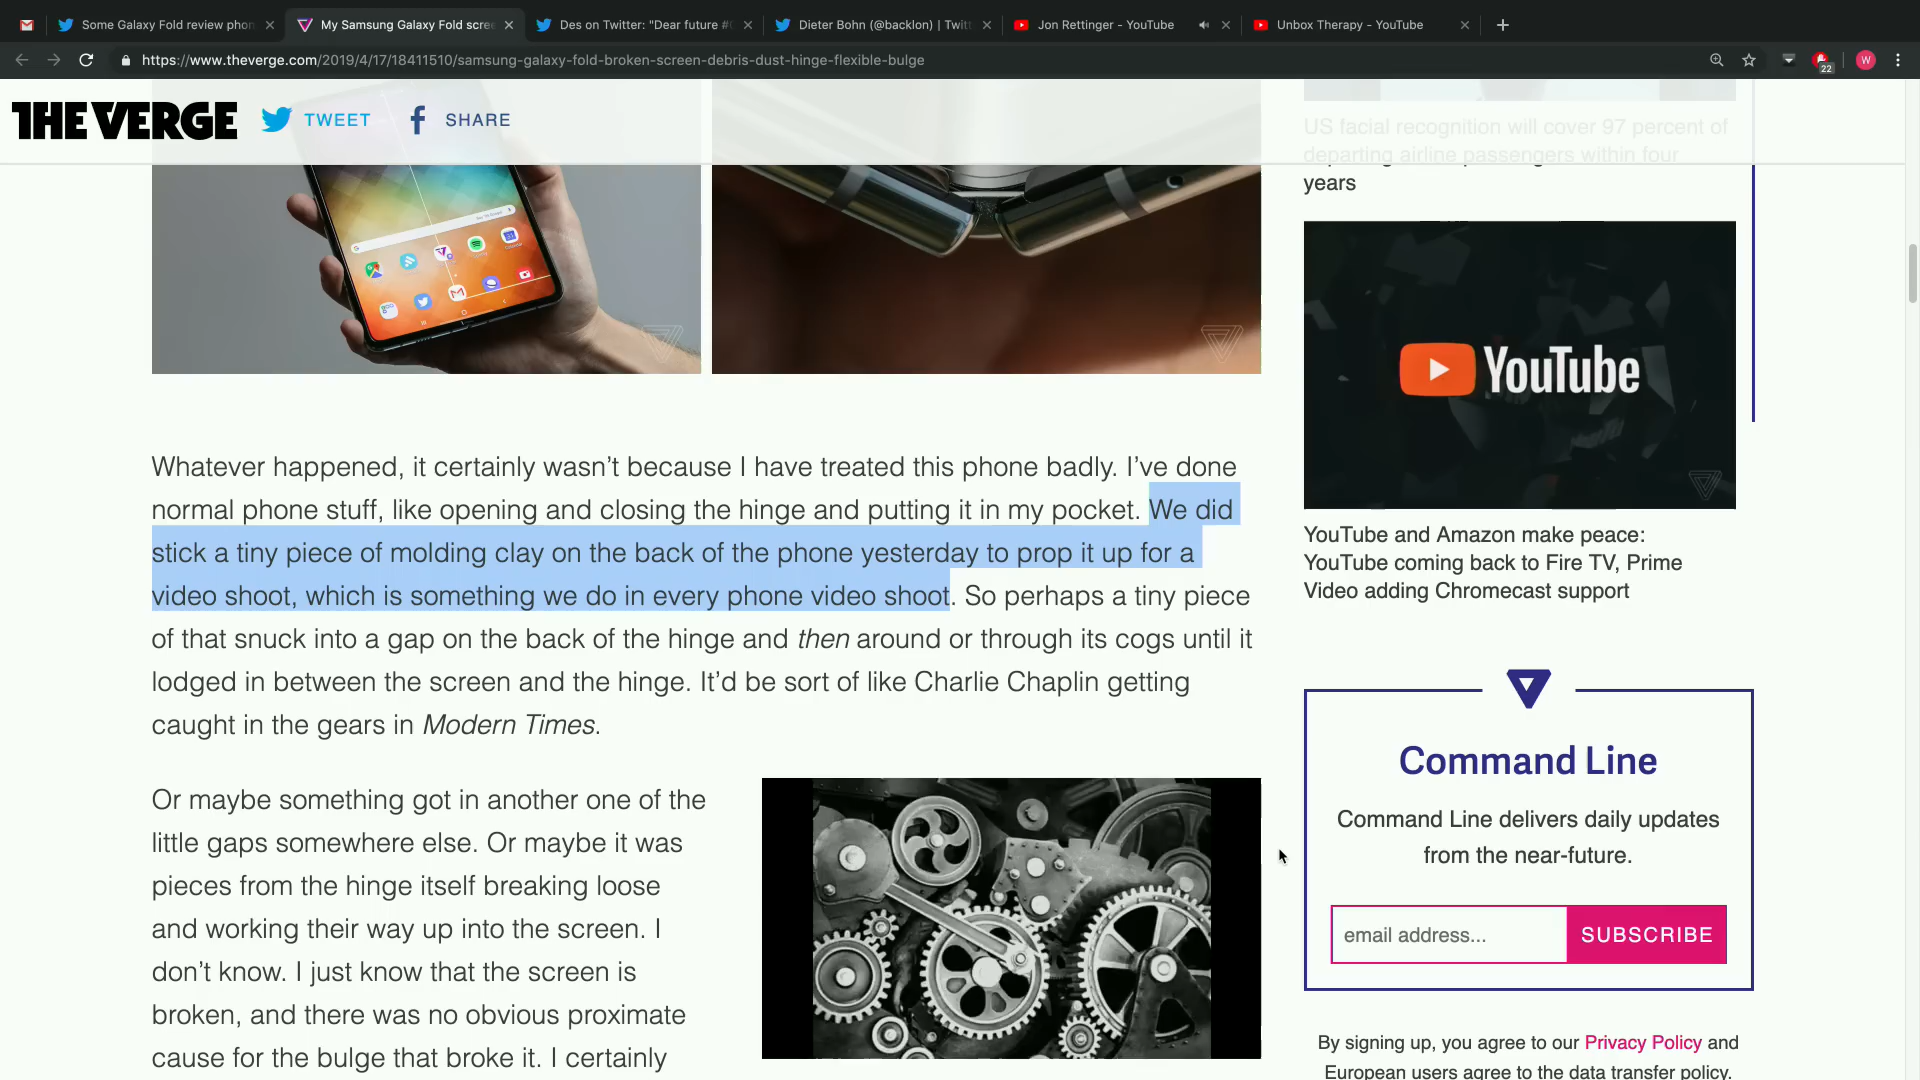 Some Galaxy Fold review phon
My Samsung Galaxy Fold scre
Des on Twitter: "Dear future #
Dieter Bohn (@backlon) | Twitt
Jon Rettinger - YouTube
Unbox Therapy - YouTube
https://www.theverge.com/2019/4/17/18411510/samsung-galaxy-fold-broken-screen-debris-dust-hinge-flexible-bulge
22
W
THE VERGE
TWEET
SHARE
US facial recognition will cover 97 percent of
departing airline passengers within four
years
YouTube
YouTube and Amazon make peace:
YouTube coming back to Fire TV, Prime
Video adding Chromecast support
Whatever happened, it certainly wasn’t because I have treated this phone badly. I’ve done
normal phone stuff, like opening and closing the hinge and putting it in my pocket. We did
stick a tiny piece of molding clay on the back of the phone yesterday to prop it up for a
video shoot, which is something we do in every phone video shoot. So perhaps a tiny piece
of that snuck into a gap on the back of the hinge and then around or through its cogs until it
lodged in between the screen and the hinge. It’d be sort of like Charlie Chaplin getting
caught in the gears in Modern Times.
Or maybe something got in another one of the
little gaps somewhere else. Or maybe it was
pieces from the hinge itself breaking loose
and working their way up into the screen. I
don’t know. I just know that the screen is
broken, and there was no obvious proximate
cause for the bulge that broke it. I certainly
Command Line
Command Line delivers daily updates
from the near-future.
email address...
SUBSCRIBE
By signing up, you agree to our Privacy Policy and
European users agree to the data transfer policy.